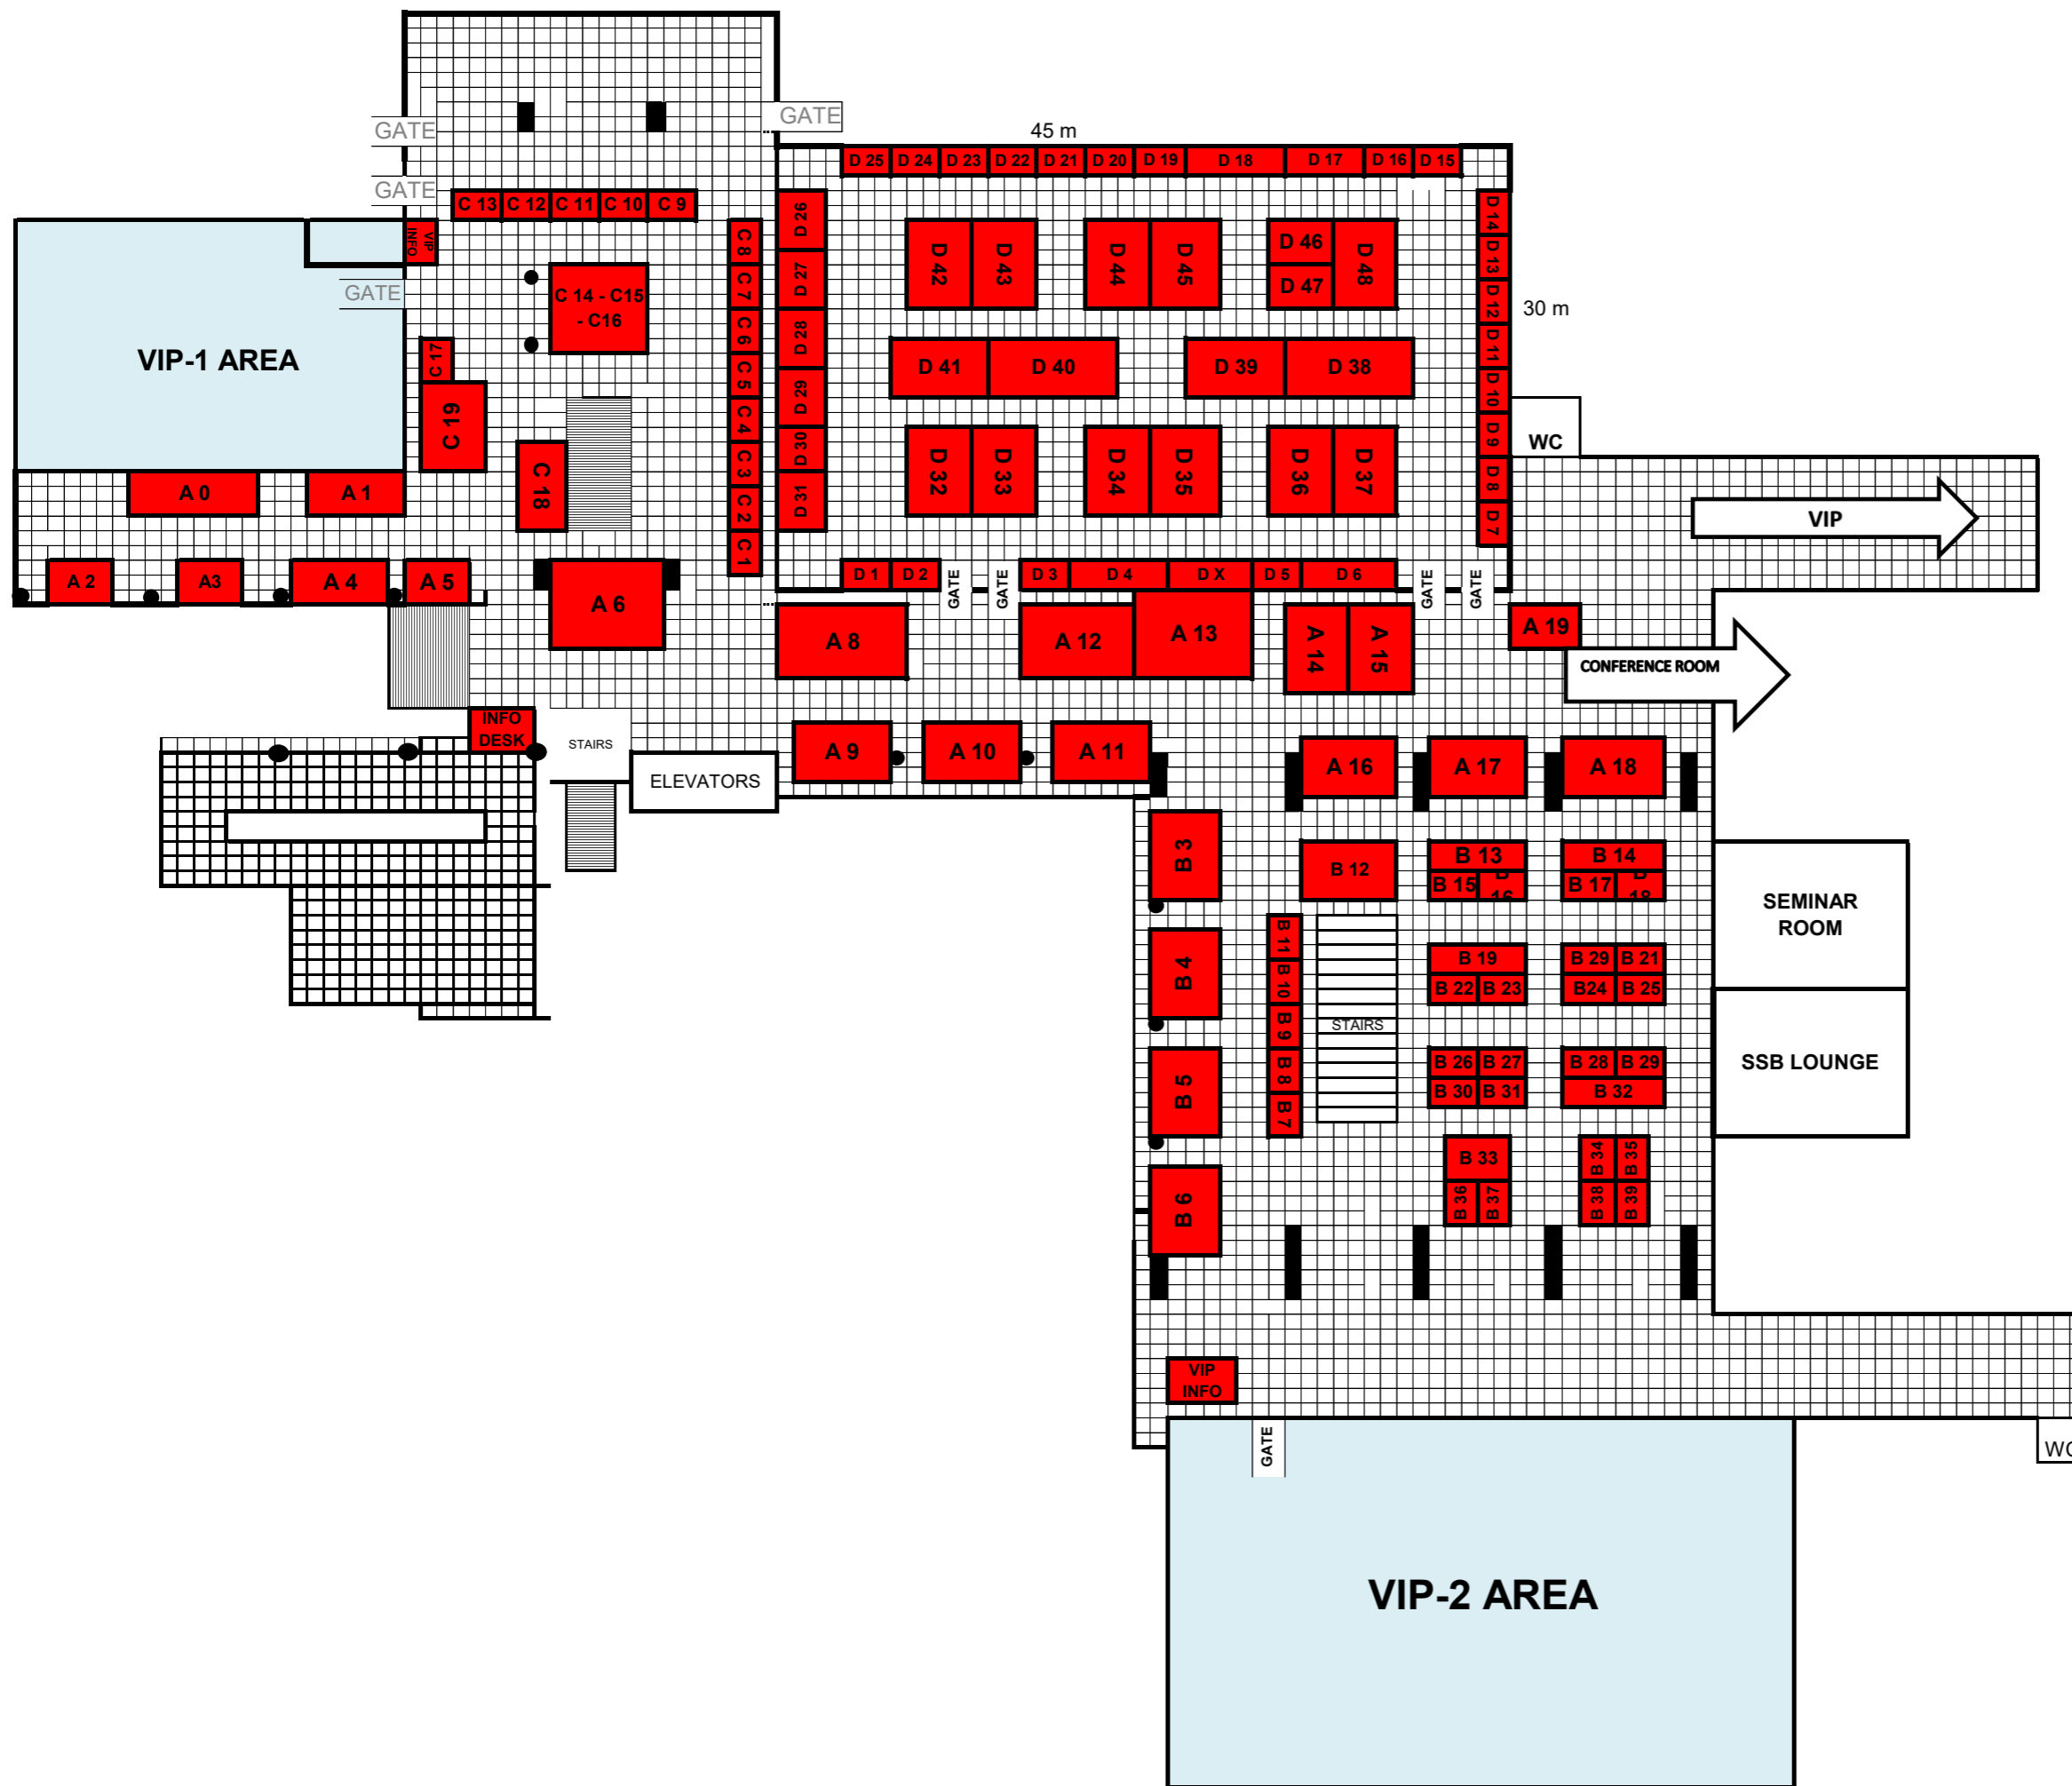 GATE
GATE
45 m
D 25 D 24 D 23 D 22 D 21 D 20 D 19 D 18 D 17 D 16 D 15
GATE
C 13 C 12 C 11 C 10 C 9
VIP
INFO
C 8
C 7
C 6
C 5
C 4
C 3
C 2
C 1
D 26
D 27
D 28
D 29
D 30
D 31
D 42 D 43 D 44 D 45 D 46 D 48
D 47
D 14
D 13
D 12
D 11
D 10
D 9
D 8
D 7
30 m
GATE
C 14 - C15
- C16
VIP-1 AREA
C 17
C 19
C 18
D 41 D 40 D 39 D 38
WC
D 32 D 33 D 34 D 35 D 36 D 37
A 0 A 1
VIP
A 2 A3 A 4 A 5
A 6
D 1 D 2 GATE GATE D 3 D 4 D X D 5 D 6 GATE GATE
A 8 A 12 A 13 A 14 A 15 A 19
CONFERENCE ROOM
INFO
DESK
STAIRS
ELEVATORS
A 9 A 10 A 11 A 16 A 17 A 18
B 3
B 12 B 13 B 14
B 15 B 17
SEMINAR
ROOM
B 4
B 11
B 10
B 9
B 8
B 7
STAIRS
B 19 B 29 B 21
B 22 B 23 B24 B 25
B 5
B 26 B 27 B 28 B 29
B 30 B 31 B 32
SSB LOUNGE
B 6
B 33 B 34 B 35
B 36 B 37 B 38 B 39
VIP
INFO
GATE
VIP-2 AREA